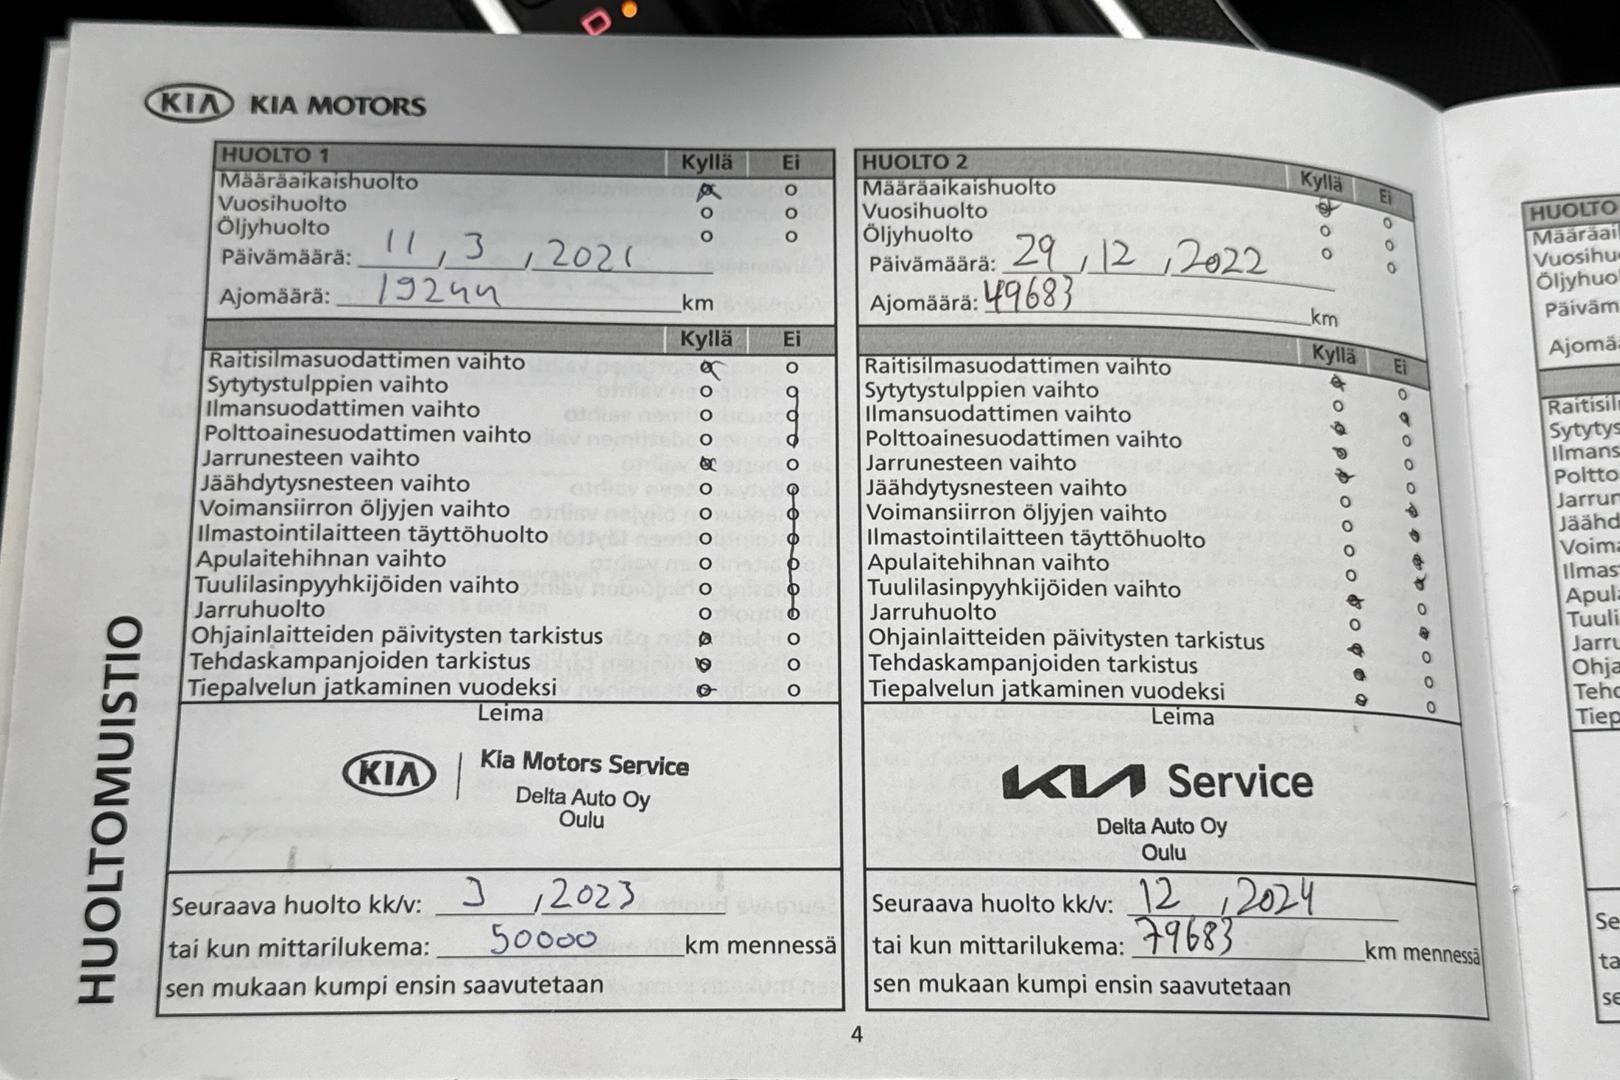 KIA KIA MOTORS
HUOLTOMUISTIO
HUOLTO 1 Kyllä Ei
Määräaikaishuolto
Vuosihuolto
Öljyhuolto
Päivämäärä: 11, 3, 2021
Ajomäärä: 19244 km
Kyllä Ei
Raitisilmasuodattimen vaihto
Sytytystulppien vaihto
Ilmansuodattimen vaihto
Polttoainesuodattimen vaihto
Jarrunesteen vaihto
Jäähdytysnesteen vaihto
Voimansiirron öljyjen vaihto
Ilmastointilaitteen täyttöhuolto
Apulaitehihnan vaihto
Tuulilasinpyyhkijöiden vaihto
Jarruhuolto
Ohjainlaitteiden päivitysten tarkistus
Tehdaskampanjoiden tarkistus
Tiepalvelun jatkaminen vuodeksi
Leima
KIA Kia Motors Service
Delta Auto Oy
Oulu
Seuraava huolto kk/v: 3, 2023
tai kun mittarilukema: 50000 km mennessä
sen mukaan kumpi ensin saavutetaan
HUOLTO 2 Kyllä Ei
Määräaikaishuolto
Vuosihuolto
Öljyhuolto
Päivämäärä: 29, 12, 2022
Ajomäärä: 49683 km
Kyllä Ei
Raitisilmasuodattimen vaihto
Sytytystulppien vaihto
Ilmansuodattimen vaihto
Polttoainesuodattimen vaihto
Jarrunesteen vaihto
Jäähdytysnesteen vaihto
Voimansiirron öljyjen vaihto
Ilmastointilaitteen täyttöhuolto
Apulaitehihnan vaihto
Tuulilasinpyyhkijöiden vaihto
Jarruhuolto
Ohjainlaitteiden päivitysten tarkistus
Tehdaskampanjoiden tarkistus
Tiepalvelun jatkaminen vuodeksi
Leima
KIA Service
Delta Auto Oy
Oulu
Seuraava huolto kk/v: 12, 2024
tai kun mittarilukema: 79683 km mennessä
sen mukaan kumpi ensin saavutetaan
4
HUOLTO